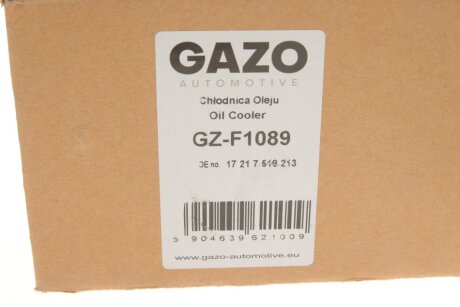 GAZO
AUTOMOTIVE
Chłodnica Oleju
Oil Cooler
GZ-F1089
OE no. 17 21 7 519 213
5 904639 621009
www.gazo-automotive.eu